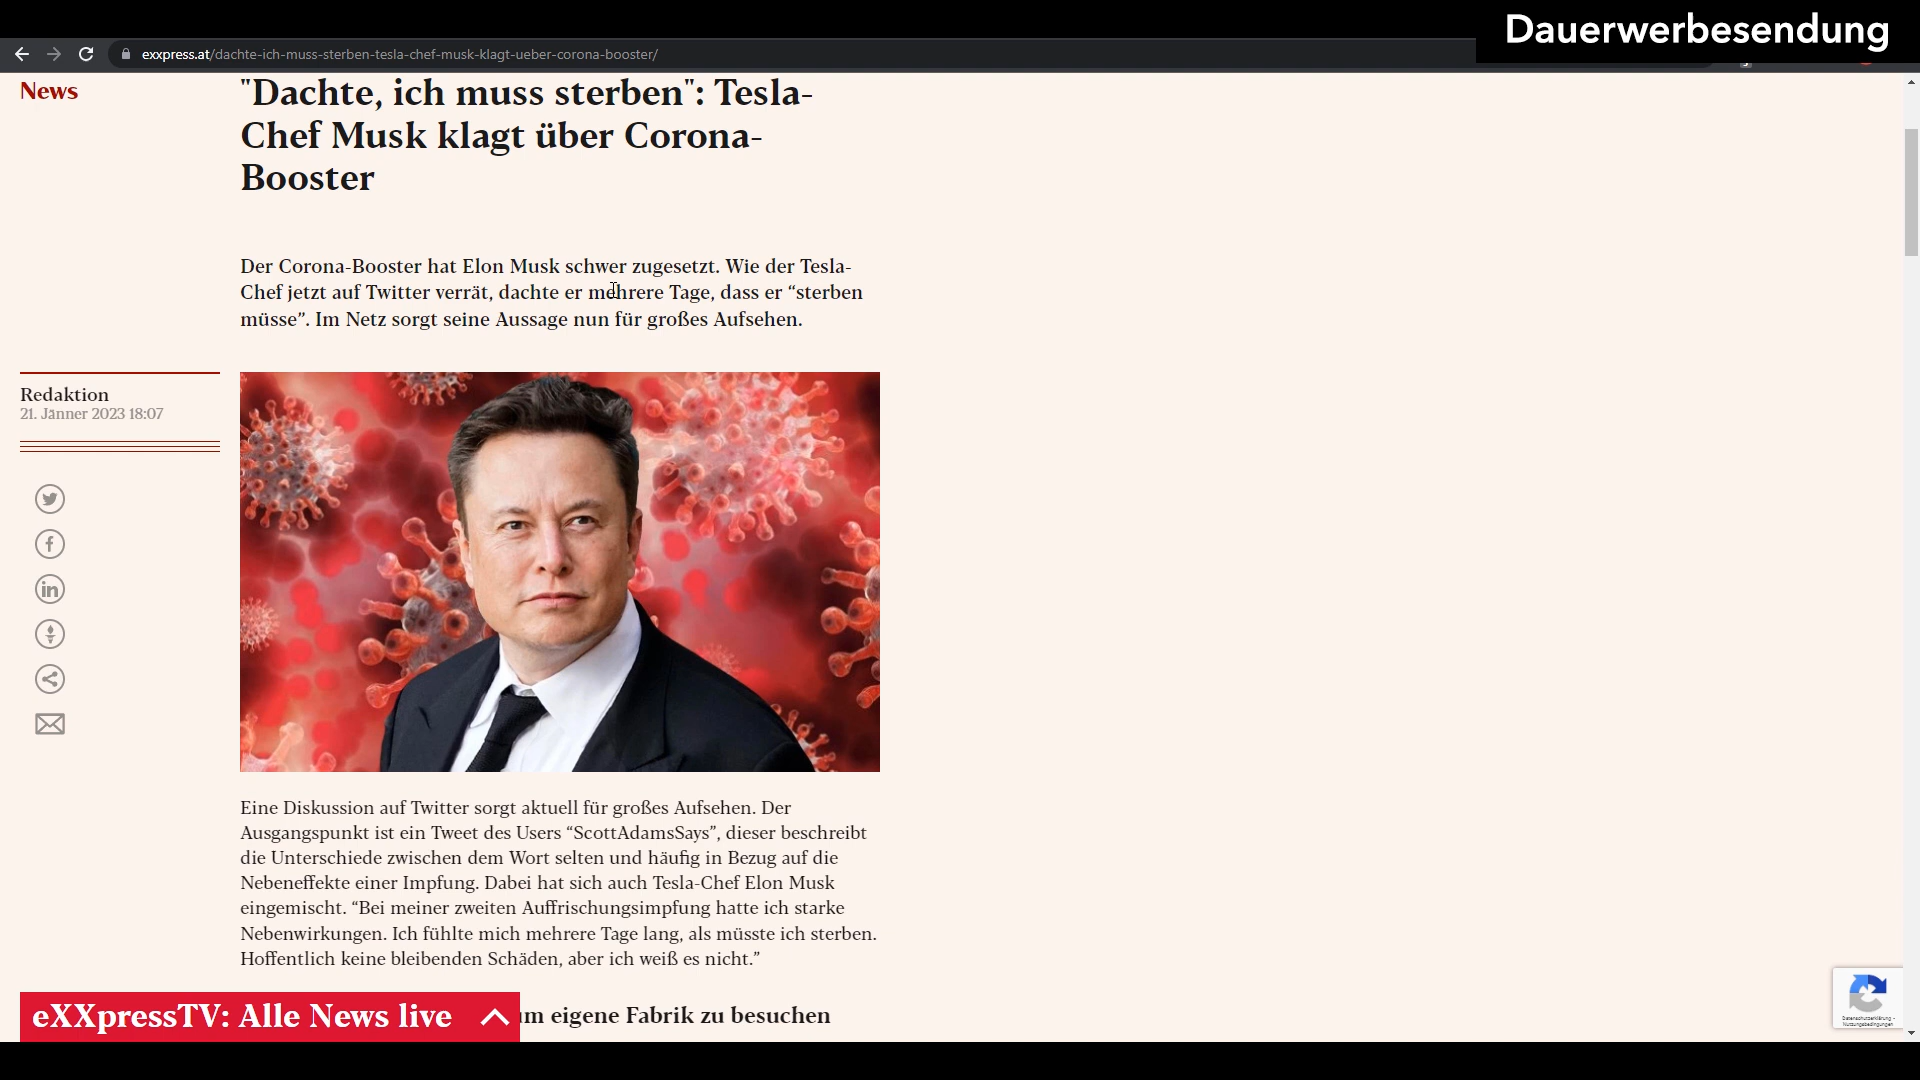 Dauerwerbesendung
exxpress.at/dachte-ich-muss-sterben-tesla-chef-musk-klagt-ueber-corona-booster/
News
"Dachte, ich muss sterben": Tesla-
Chef Musk klagt über Corona-
Booster
Der Corona-Booster hat Elon Musk schwer zugesetzt. Wie der Tesla-
Chef jetzt auf Twitter verrät, dachte er mehrere Tage, dass er “sterben
müsse”. Im Netz sorgt seine Aussage nun für großes Aufsehen.
Redaktion
21. Jänner 2023 18:07
Eine Diskussion auf Twitter sorgt aktuell für großes Aufsehen. Der
Ausgangspunkt ist ein Tweet des Users “ScottAdamsSays”, dieser beschreibt
die Unterschiede zwischen dem Wort selten und häufig in Bezug auf die
Nebeneffekte einer Impfung. Dabei hat sich auch Tesla-Chef Elon Musk
eingemischt. “Bei meiner zweiten Auffrischungsimpfung hatte ich starke
Nebenwirkungen. Ich fühlte mich mehrere Tage lang, als müsste ich sterben.
Hoffentlich keine bleibenden Schäden, aber ich weiß es nicht.”
eXXpressTV: Alle News live
um eigene Fabrik zu besuchen
Datenschutzerklärung -
Nutzungsbedingungen